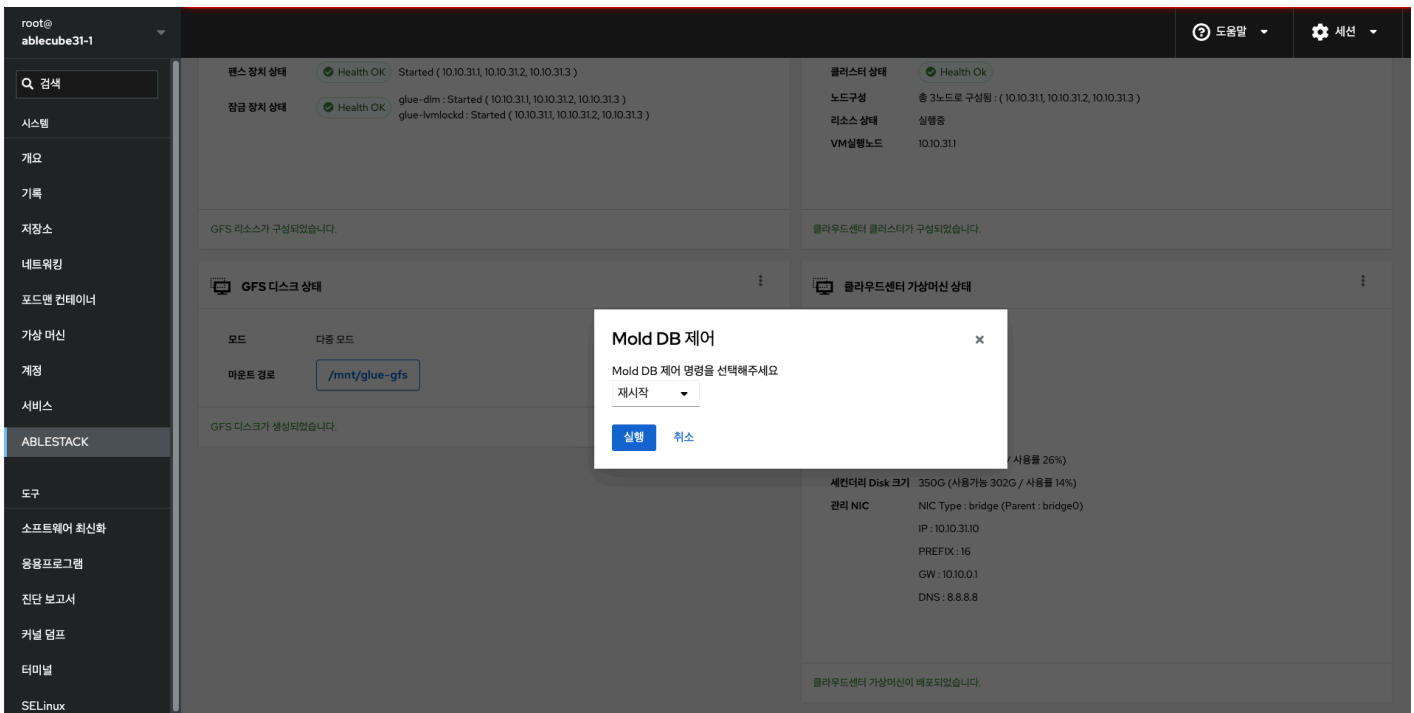 root@
ablecube31-1
도움말
세션
검색
시스템
개요
기록
저장소
네트워킹
포드맨 컨테이너
가상 머신
계정
서비스
ABLESTACK
도구
소프트웨어 최신화
응용프로그램
진단 보고서
커널 덤프
터미널
SELinux
펜스 장치 상태 Health OK Started ( 10.10.31.1, 10.10.31.2, 10.10.31.3 )
잠금 장치 상태 Health OK glue-dlm : Started ( 10.10.31.1, 10.10.31.2, 10.10.31.3 )
glue-lvmlockd : Started ( 10.10.31.1, 10.10.31.2, 10.10.31.3 )
GFS 리소스가 구성되었습니다.
클러스터 상태 Health Ok
노드구성 총 3노드로 구성됨 : ( 10.10.31.1, 10.10.31.2, 10.10.31.3 )
리소스 상태 실행중
VM실행노드 10.10.31.1
클라우드센터 클러스터가 구성되었습니다.
GFS 디스크 상태
모드 다중 모드
마운트 경로 /mnt/glue-gfs
GFS 디스크가 생성되었습니다.
클라우드센터 가상머신 상태
Mold DB 제어
Mold DB 제어 명령을 선택해주세요
재시작
실행 취소
/ 사용률 26%)
세컨더리 Disk 크기 350G (사용가능 302G / 사용률 14%)
관리 NIC NIC Type : bridge (Parent : bridge0)
IP : 10.10.31.10
PREFIX : 16
GW : 10.10.0.1
DNS : 8.8.8.8
클라우드센터 가상머신이 배포되었습니다.